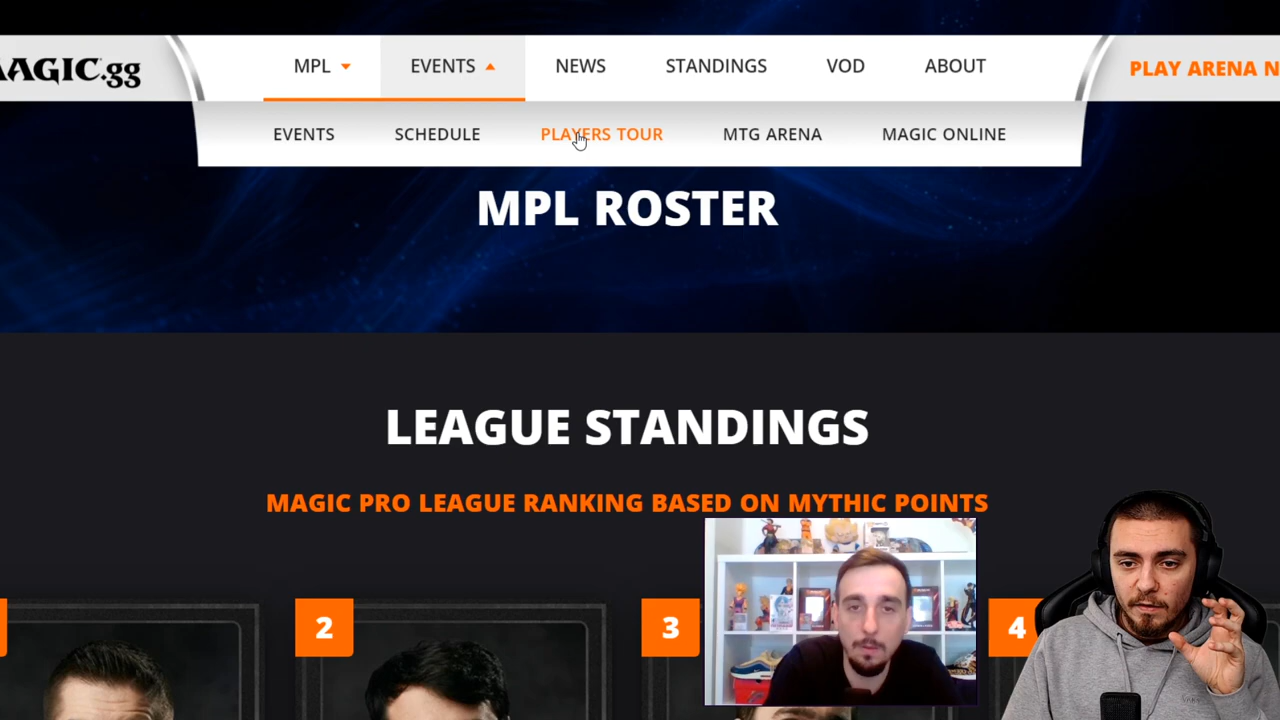 MAGIC.gg
MPL EVENTS NEWS STANDINGS VOD ABOUT
PLAY ARENA N
EVENTS SCHEDULE PLAYERS TOUR MTG ARENA MAGIC ONLINE
MPL ROSTER
LEAGUE STANDINGS
MAGIC PRO LEAGUE RANKING BASED ON MYTHIC POINTS
2
3
4